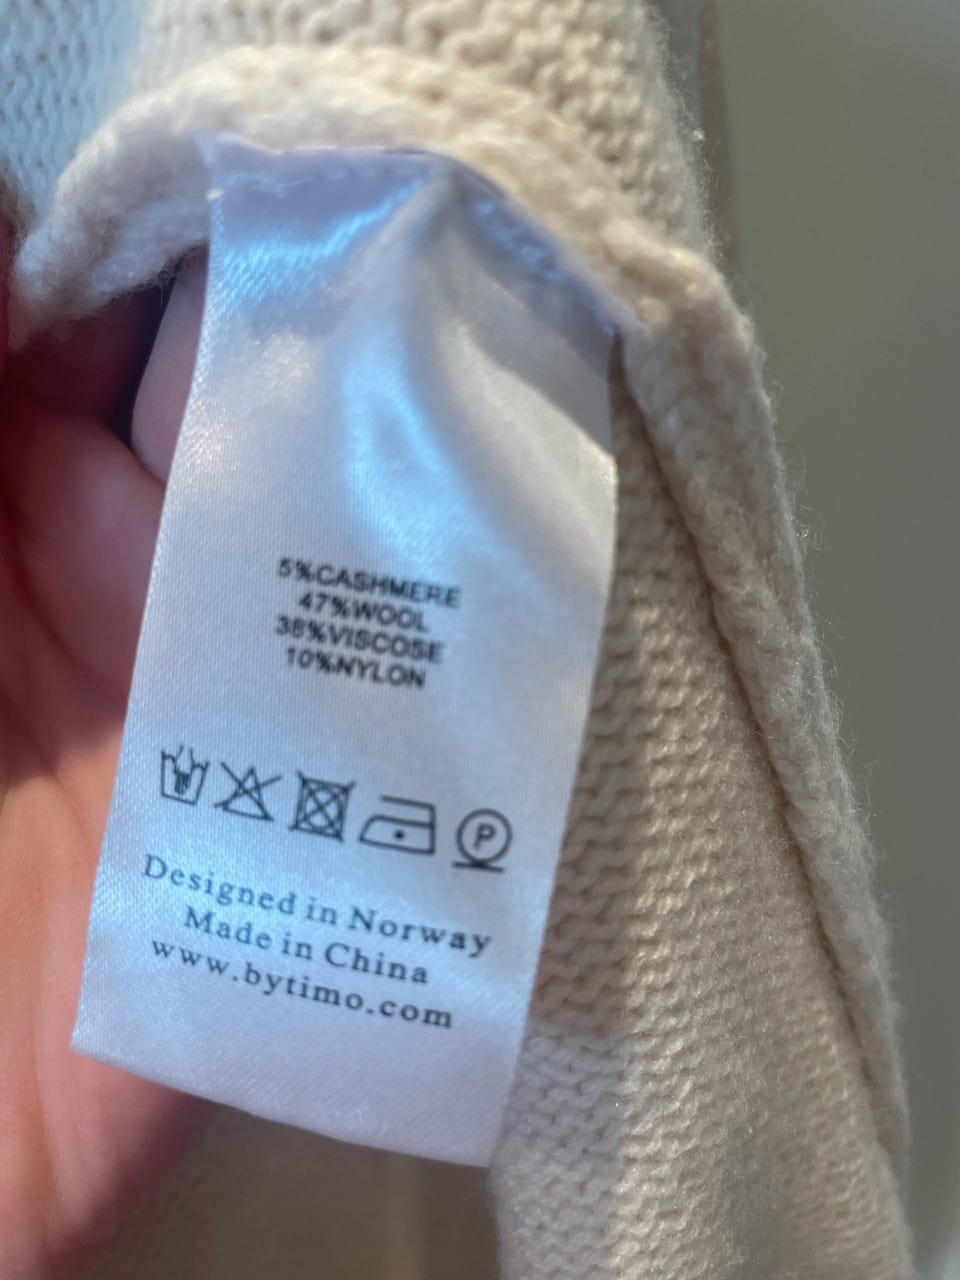 5%CASHMERE
47%WOOL
38%VISCOSE
10%NYLON
P
Designed in Norway
Made in China
www.bytimo.com